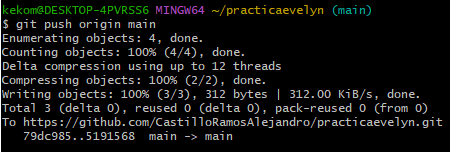 kekom@DESKTOP-4PVRSS6 MINGW64 ~/practicaevelyn (main)
$ git push origin main
Enumerating objects: 4, done.
Counting objects: 100% (4/4), done.
Delta compression using up to 12 threads
Compressing objects: 100% (2/2), done.
Writing objects: 100% (3/3), 312 bytes | 312.00 KiB/s, done.
Total 3 (delta 0), reused 0 (delta 0), pack-reused 0 (from 0)
To https://github.com/CastilloRamosAlejandro/practicaevelyn.git
   79dc985..5191568  main -> main